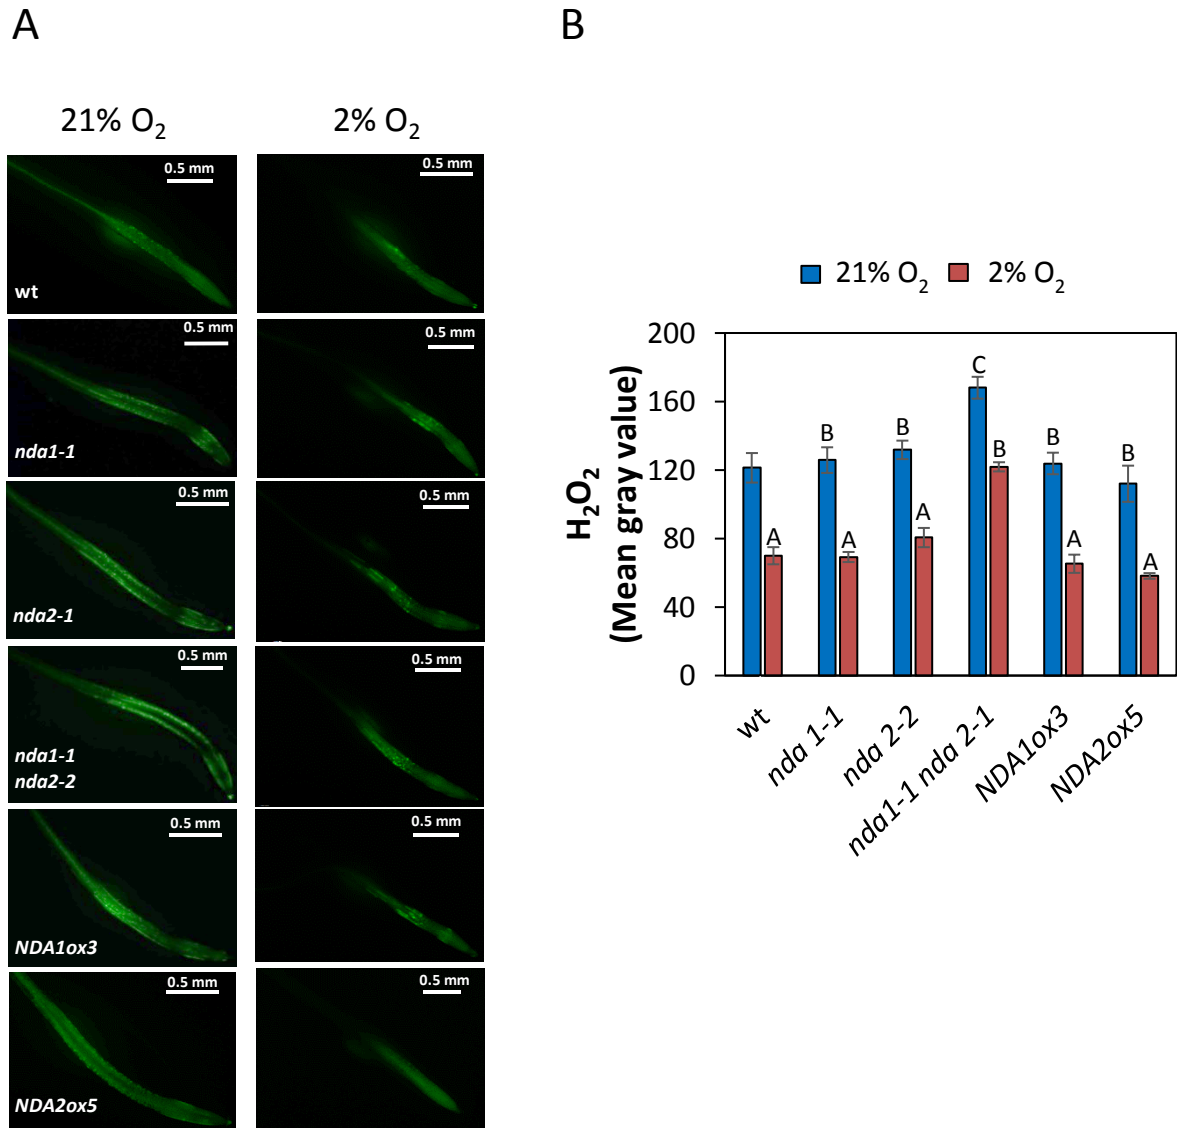 A
B
21% O2
2% O2
0.5 mm
0.5 mm
wt
0.5 mm
0.5 mm
nda1-1
0.5 mm
0.5 mm
nda2-1
0.5 mm
0.5 mm
nda1-1
nda2-2
0.5 mm
0.5 mm
NDA1ox3
0.5 mm
0.5 mm
NDA2ox5
21% O2
2% O2
H2O2
(Mean gray value)
200
160
120
80
40
0
A
B
A
B
A
C
B
B
A
B
A
wt
nda 1-1
nda 2-2
nda1-1 nda 2-1
NDA1ox3
NDA2ox5